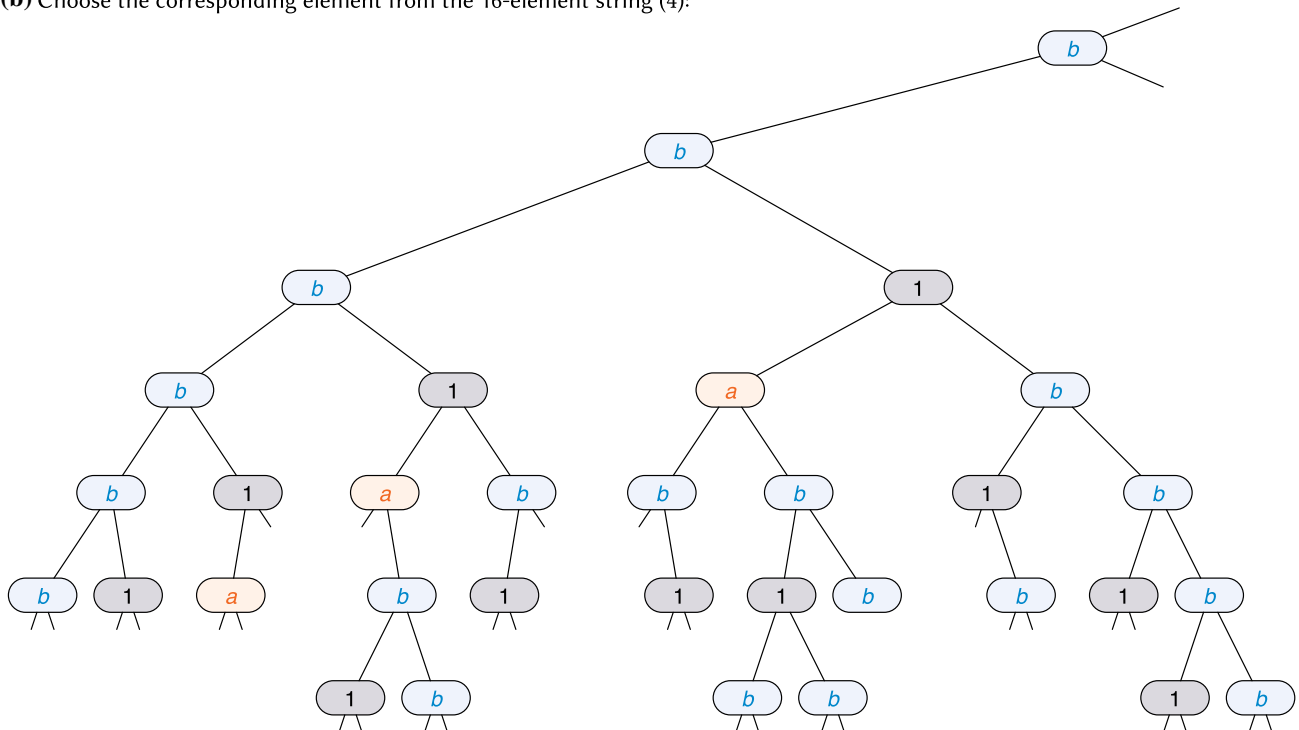 (b) Choose the corresponding element from the 16-element string (4):
b
b
b 1
b 1 a b
b 1 a b b b 1 b
b 1 a b 1 1 1 b b 1 b
1 b b b 1 b